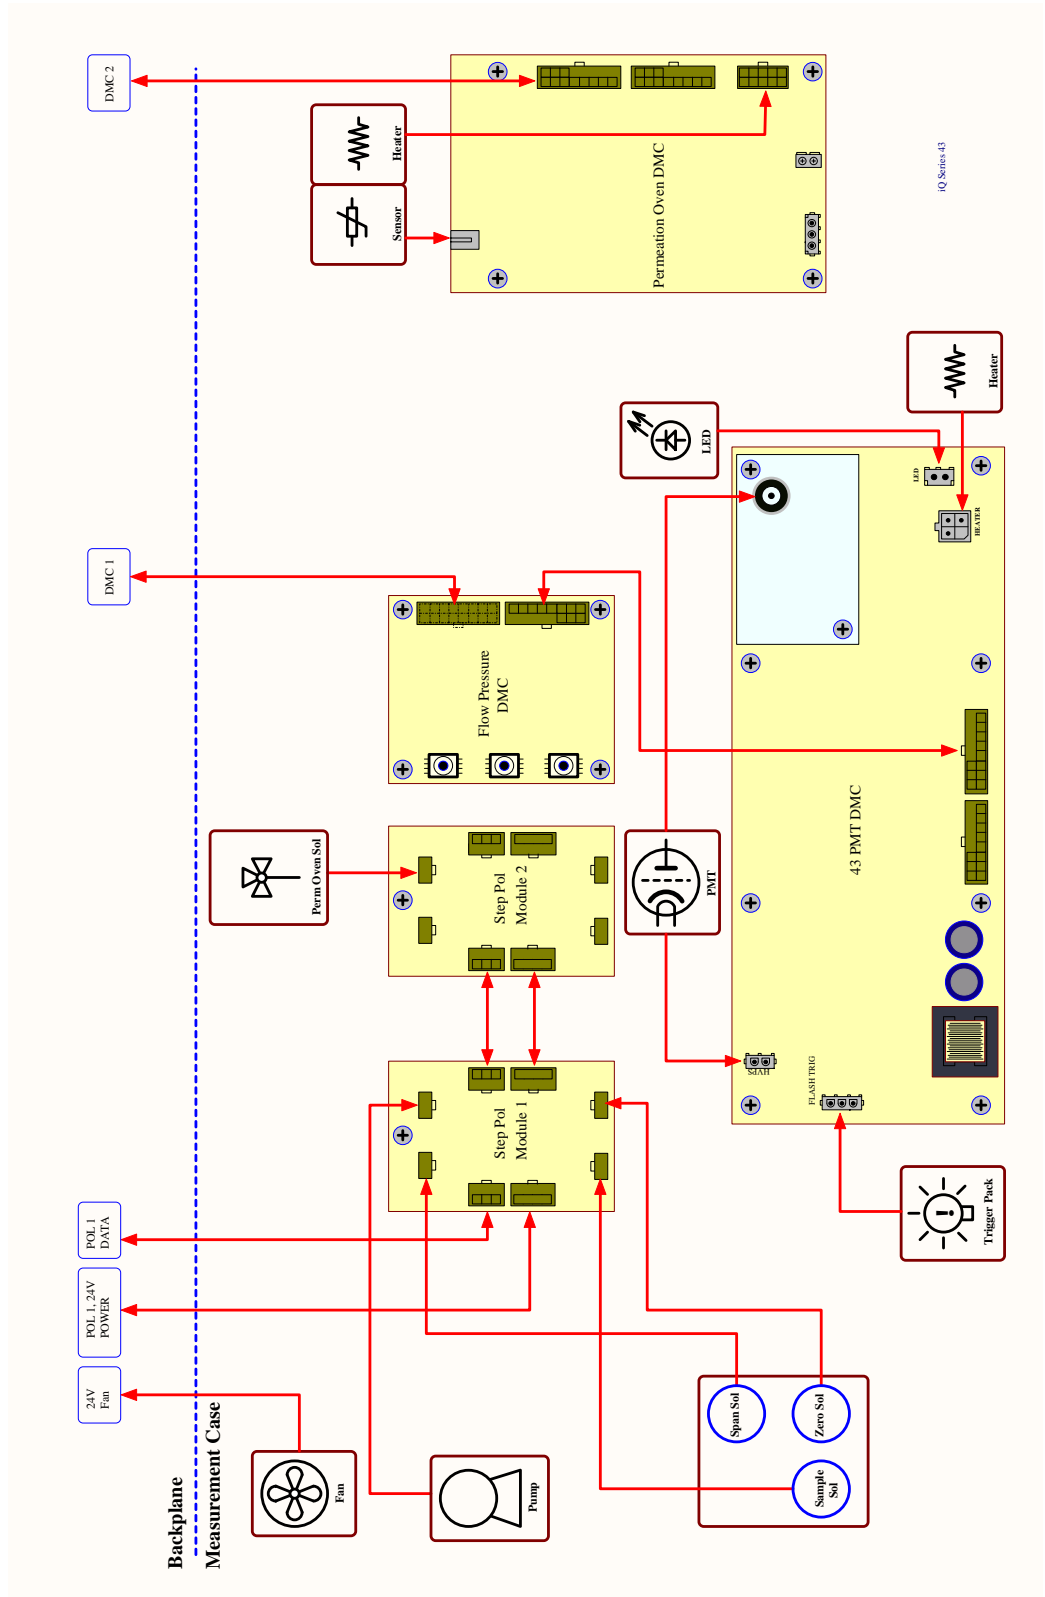 Backplane
Measurement Case
24V
Fan
POL 1, 24V
POWER
POL 1
DATA
DMC 1
DMC 2
Fan
Pump
Perm Oven Sol
Sensor
Heater
Step Pol
Module 1
Step Pol
Module 2
Flow Pressure
DMC
Permeation Oven DMC
Span Sol
Zero Sol
Sample
Sol
PMT
LED
HVPS
FLASH TRIG
43 PMT DMC
LED
HEATER
Trigger Pack
Heater
iQ Series 43